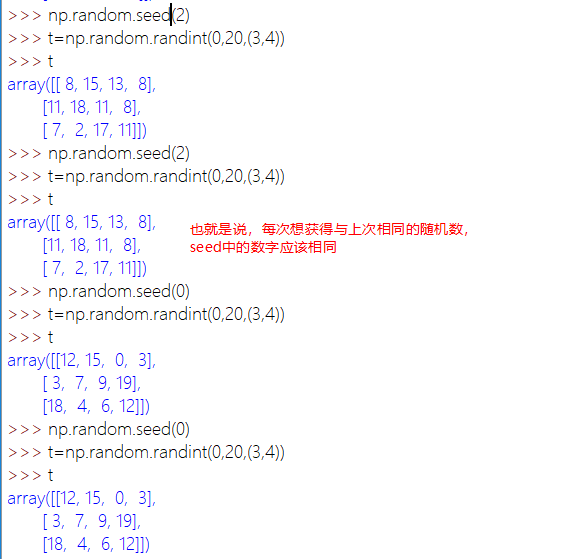 >>> np.random.seed(2)
>>> t=np.random.randint(0,20,(3,4))
>>> t
array([[ 8, 15, 13,  8],
       [11, 18, 11,  8],
       [ 7,  2, 17, 11]])
>>> np.random.seed(2)
>>> t=np.random.randint(0,20,(3,4))
>>> t
array([[ 8, 15, 13,  8],
       [11, 18, 11,  8],
       [ 7,  2, 17, 11]])
也就是说，每次想获得与上次相同的随机数，
seed中的数字应该相同
>>> np.random.seed(0)
>>> t=np.random.randint(0,20,(3,4))
>>> t
array([[12, 15,  0,  3],
       [ 3,  7,  9, 19],
       [18,  4,  6, 12]])
>>> np.random.seed(0)
>>> t=np.random.randint(0,20,(3,4))
>>> t
array([[12, 15,  0,  3],
       [ 3,  7,  9, 19],
       [18,  4,  6, 12]])